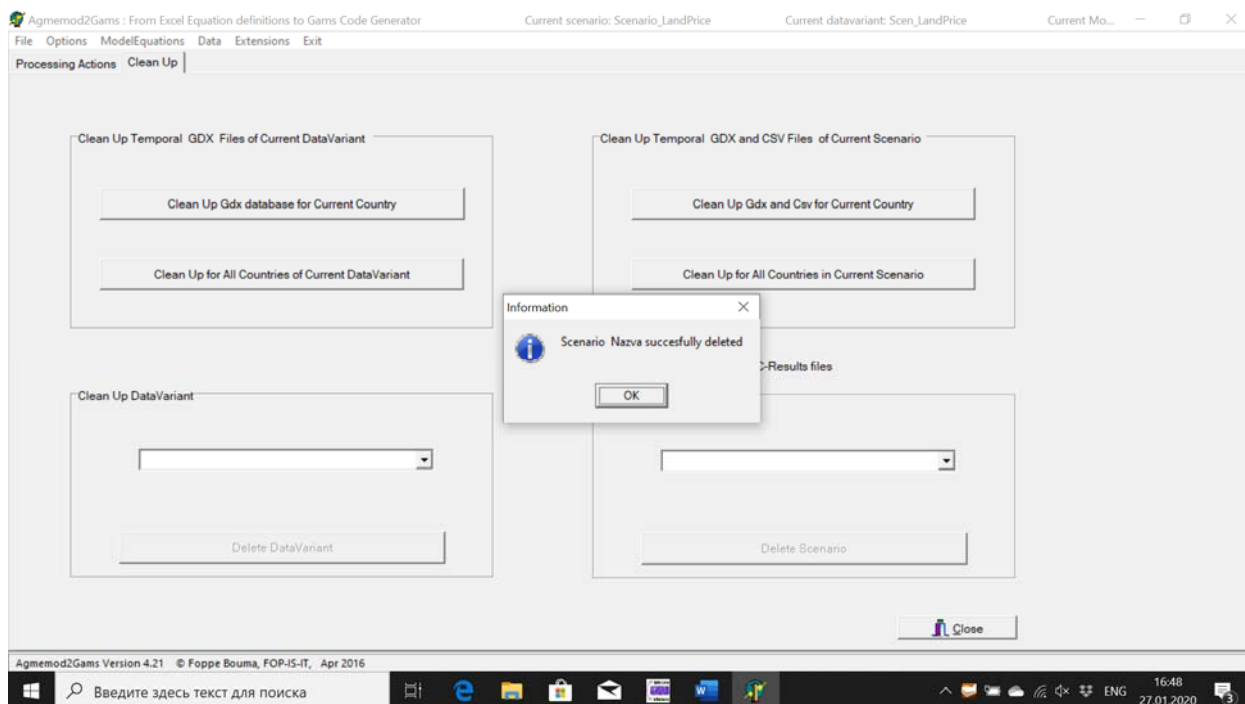 Agmemod2Gams : From Excel Equation definitions to Gams Code Generator Current scenario: Scenario_LandPrice Current datavariant: Scen_LandPrice Current Mo...
File Options ModelEquations Data Extensions Exit
Processing Actions Clean Up
Clean Up Temporal GDX Files of Current DataVariant
Clean Up Gdx database for Current Country
Clean Up for All Countries of Current DataVariant
Clean Up Temporal GDX and CSV Files of Current Scenario
Clean Up Gdx and Csv for Current Country
Clean Up for All Countries in Current Scenario
Information
Scenario Nazva succesfully deleted
OK
C-Results files
Clean Up DataVariant
Delete DataVariant
Delete Scenario
Close
Agmemod2Gams Version 4.21 © Foppe Bouma, FOP-IS-IT, Apr 2016
Введите здесь текст для поиска
ENG
16:48
27.01.2020
3